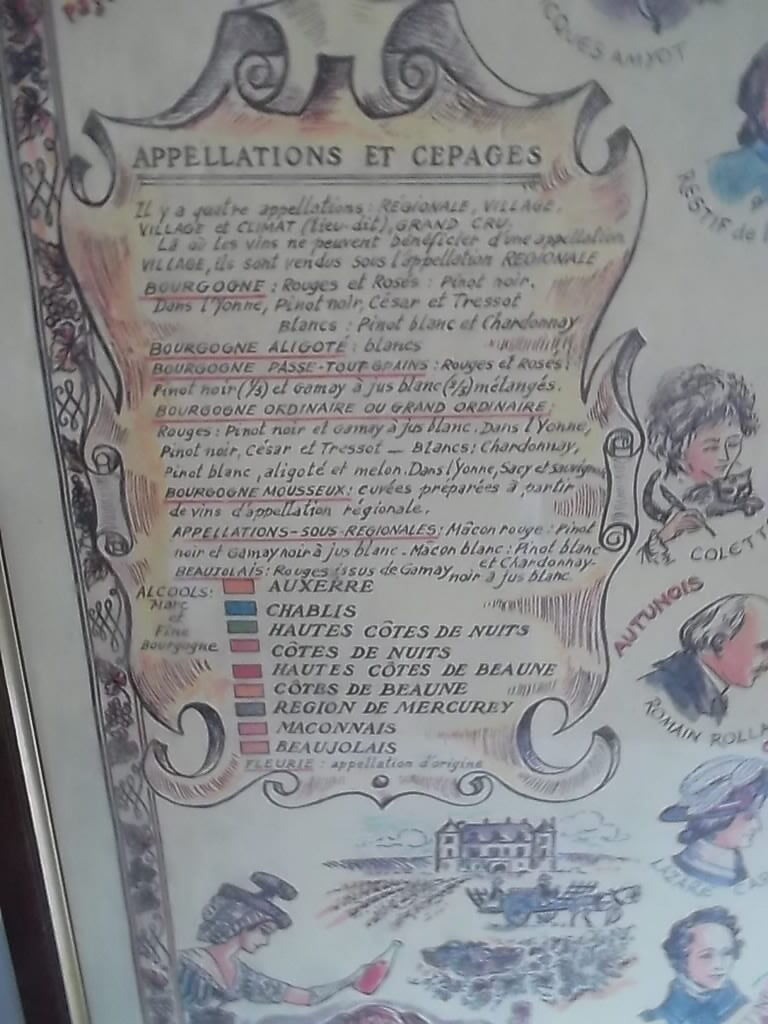 JACQUES AMYOT
RESTIF de
APPELLATIONS ET CEPAGES
Il y a quatre appellations : RÉGIONALE, VILLAGE,
VILLAGE et CLIMAT (lieu-dit), GRAND CRU.
Là où les vins ne peuvent bénéficier d'une appellation
VILLAGE, ils sont vendus sous l'appellation REGIONALE
BOURGOGNE : Rouges et Rosés : Pinot noir.
Dans l'Yonne, Pinot noir, César et Tressot
Blancs : Pinot blanc et Chardonnay
BOURGOGNE ALIGOTÉ : blancs
BOURGOGNE PASSE-TOUT GRAINS : Rouges et Rosés:
Pinot noir (1/3) et Gamay à jus blanc (2/3) mélangés.
BOURGOGNE ORDINAIRE OU GRAND ORDINAIRE:
Rouges : Pinot noir et Gamay à jus blanc. Dans l'Yonne,
Pinot noir, César et Tressot — Blancs : Chardonnay,
Pinot blanc, aligoté et melon. Dans l'Yonne, Sacy et Sauvignon
BOURGOGNE MOUSSEUX : cuvées préparées à partir
de vins d'appellation régionale.
APPELLATIONS-SOUS-REGIONALES : Mâcon rouge : Pinot
noir et Gamay noir à jus blanc - Mâcon blanc : Pinot blanc
et Chardonnay-
BEAUJOLAIS : Rouges issus de Gamay noir à jus blanc.
ALCOOLS:
Marc
et
Fine
Bourgogne
AUXERRE
CHABLIS
HAUTES CÔTES DE NUITS
CÔTES DE NUITS
HAUTES CÔTES DE BEAUNE
CÔTES DE BEAUNE
REGION DE MERCUREY
MACONNAIS
BEAUJOLAIS
FLEURIE : appellation d'origine
COLETTE
AUTUNOIS
ROMAIN ROLLA
LAZARE CAR